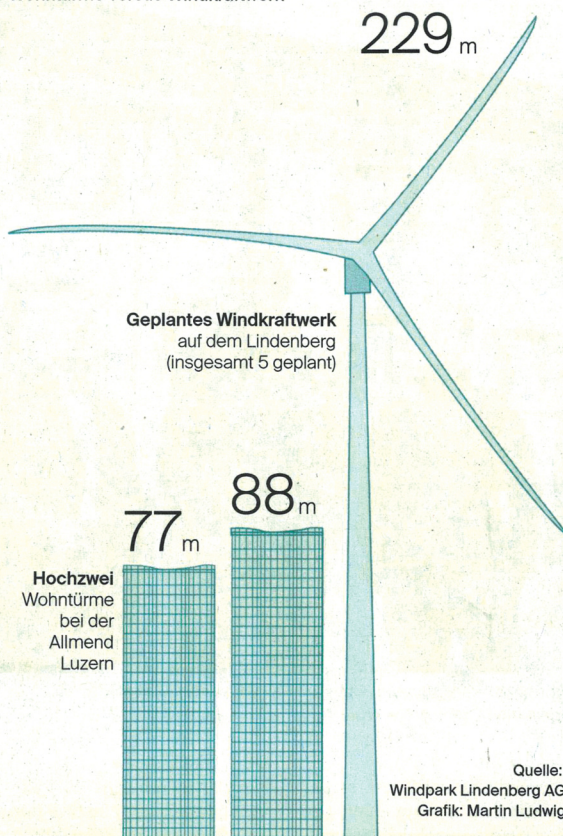 229 m
Geplantes Windkraftwerk
auf dem Lindenberg
(insgesamt 5 geplant)
88 m
77 m
Hochzwei
Wohntürme
bei der
Allmend
Luzern
Quelle:
Windpark Lindenberg AG
Grafik: Martin Ludwig